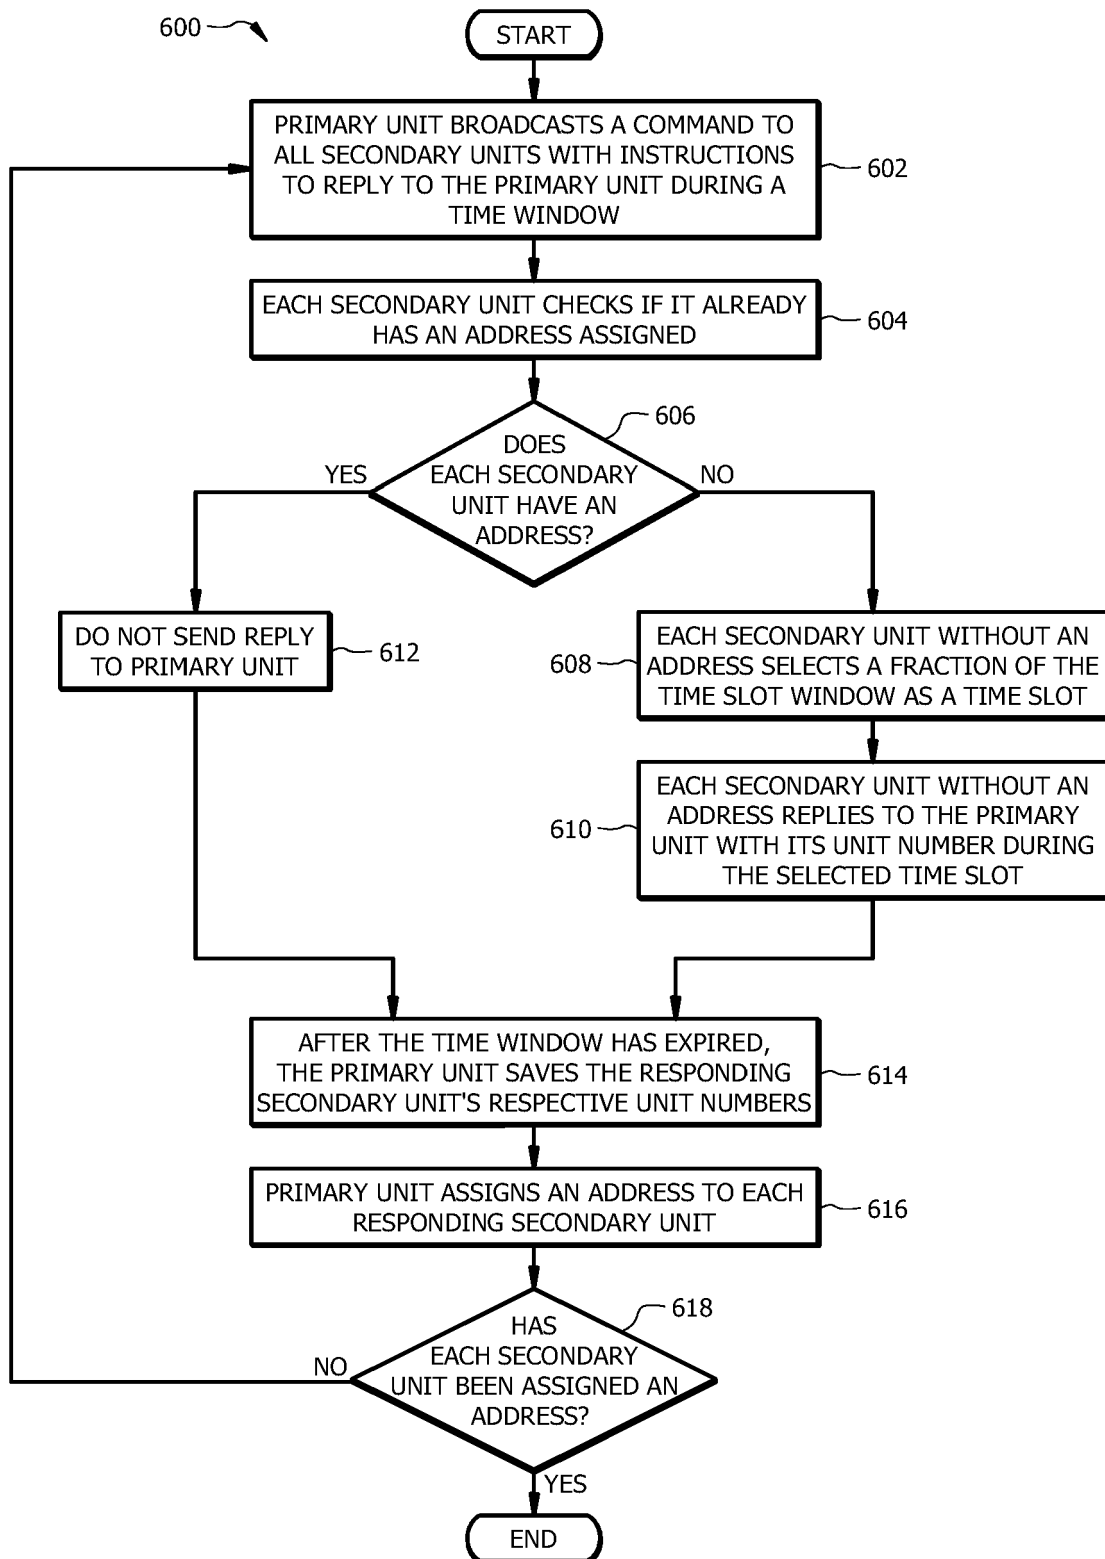 600
START
PRIMARY UNIT BROADCASTS A COMMAND TO
ALL SECONDARY UNITS WITH INSTRUCTIONS
TO REPLY TO THE PRIMARY UNIT DURING A
TIME WINDOW
602
EACH SECONDARY UNIT CHECKS IF IT ALREADY
HAS AN ADDRESS ASSIGNED
604
606
DOES
EACH SECONDARY
UNIT HAVE AN
ADDRESS?
YES
NO
DO NOT SEND REPLY
TO PRIMARY UNIT
612
EACH SECONDARY UNIT WITHOUT AN
ADDRESS SELECTS A FRACTION OF THE
TIME SLOT WINDOW AS A TIME SLOT
608
EACH SECONDARY UNIT WITHOUT AN
ADDRESS REPLIES TO THE PRIMARY
UNIT WITH ITS UNIT NUMBER DURING
THE SELECTED TIME SLOT
610
AFTER THE TIME WINDOW HAS EXPIRED,
THE PRIMARY UNIT SAVES THE RESPONDING
SECONDARY UNIT'S RESPECTIVE UNIT NUMBERS
614
PRIMARY UNIT ASSIGNS AN ADDRESS TO EACH
RESPONDING SECONDARY UNIT
616
618
HAS
EACH SECONDARY
UNIT BEEN ASSIGNED AN
ADDRESS?
NO
YES
END